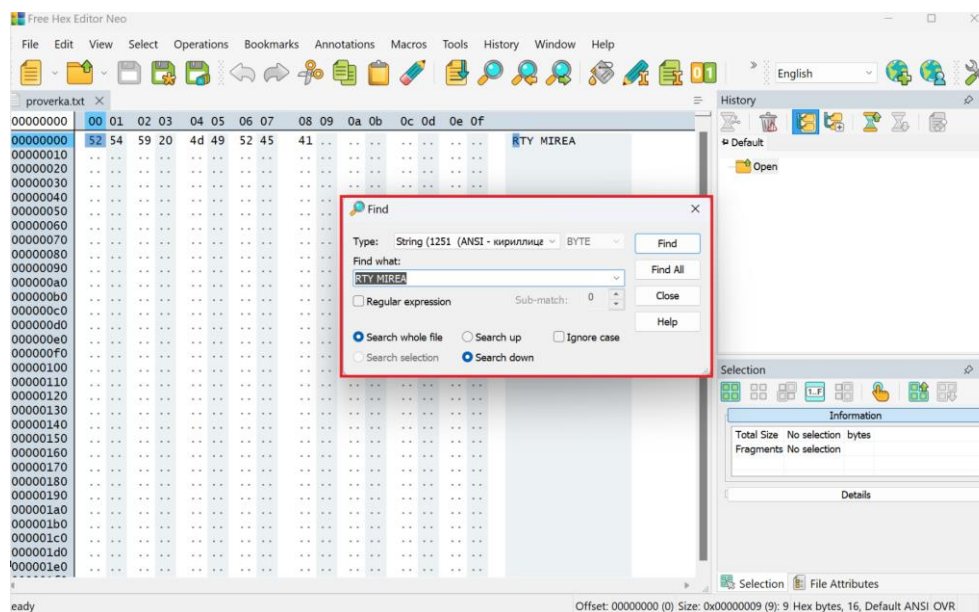 Free Hex Editor Neo
File Edit View Select Operations Bookmarks Annotations Macros Tools History Window Help
English
proverka.txt
History
00000000 00 01 02 03 04 05 06 07 08 09 0a 0b 0c 0d 0e 0f
Default
00000000 52 54 59 20 4d 49 52 45 41 .. .. .. .. .. .. .. RTY MIREA
Open
00000010 .. .. .. .. .. .. .. .. .. .. .. .. .. .. .. ..
00000020 .. .. .. .. .. .. .. .. .. .. .. .. .. .. .. ..
00000030 .. .. .. .. .. .. .. .. ..
00000040 .. .. .. .. .. .. .. .. ..
00000050 .. .. .. .. .. .. .. .. ..
00000060 .. .. .. .. .. .. .. .. ..
00000070 .. .. .. .. .. .. .. .. ..
00000080 .. .. .. .. .. .. .. .. ..
00000090 .. .. .. .. .. .. .. .. ..
000000a0 .. .. .. .. .. .. .. .. ..
000000b0 .. .. .. .. .. .. .. .. ..
000000c0 .. .. .. .. .. .. .. .. ..
000000d0 .. .. .. .. .. .. .. .. ..
000000e0 .. .. .. .. .. .. .. .. ..
000000f0 .. .. .. .. .. .. .. .. ..
00000100 .. .. .. .. .. .. .. .. ..
Find
Type: String (1251 (ANSI - кириллица BYTE
Find
Find what:
RTY MIREA
Find All
Regular expression Sub-match: 0
Close
Help
Search whole file Search up Ignore case
Search selection Search down
00000110 .. .. .. .. .. .. .. .. .. .. .. .. .. .. .. ..
00000120 .. .. .. .. .. .. .. .. .. .. .. .. .. .. .. ..
00000130 .. .. .. .. .. .. .. .. .. .. .. .. .. .. .. ..
00000140 .. .. .. .. .. .. .. .. .. .. .. .. .. .. .. ..
00000150 .. .. .. .. .. .. .. .. .. .. .. .. .. .. .. ..
00000160 .. .. .. .. .. .. .. .. .. .. .. .. .. .. .. ..
00000170 .. .. .. .. .. .. .. .. .. .. .. .. .. .. .. ..
00000180 .. .. .. .. .. .. .. .. .. .. .. .. .. .. .. ..
00000190 .. .. .. .. .. .. .. .. .. .. .. .. .. .. .. ..
000001a0 .. .. .. .. .. .. .. .. .. .. .. .. .. .. .. ..
000001b0 .. .. .. .. .. .. .. .. .. .. .. .. .. .. .. ..
000001c0 .. .. .. .. .. .. .. .. .. .. .. .. .. .. .. ..
000001d0 .. .. .. .. .. .. .. .. .. .. .. .. .. .. .. ..
000001e0 .. .. .. .. .. .. .. .. .. .. .. .. .. .. .. ..
Selection
Information
Total Size No selection bytes
Fragments No selection
Details
Selection File Attributes
eady
Offset: 00000000 (0) Size: 0x00000009 (9): 9 Hex bytes, 16, Default ANSI OVR